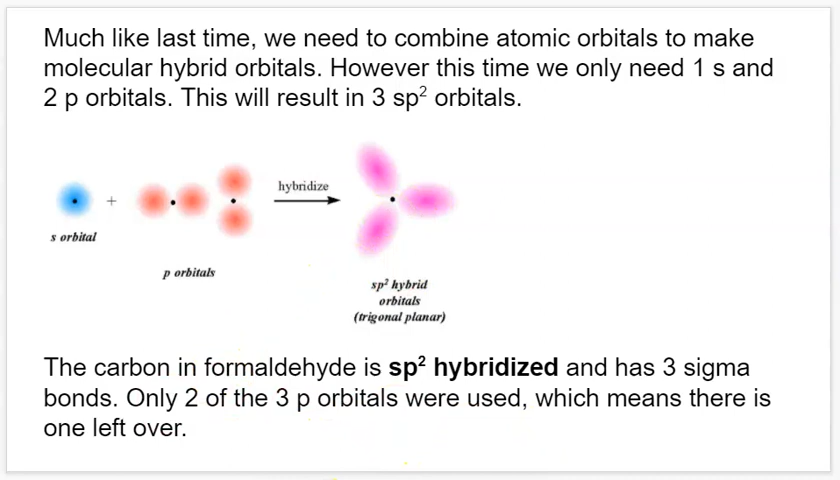 Much like last time, we need to combine atomic orbitals to make
molecular hybrid orbitals. However this time we only need 1 s and
2 p orbitals. This will result in 3 sp² orbitals.
hybridize
+
s orbital
p orbitals
sp² hybrid
orbitals
(trigonal planar)
The carbon in formaldehyde is sp² hybridized and has 3 sigma
bonds. Only 2 of the 3 p orbitals were used, which means there is
one left over.